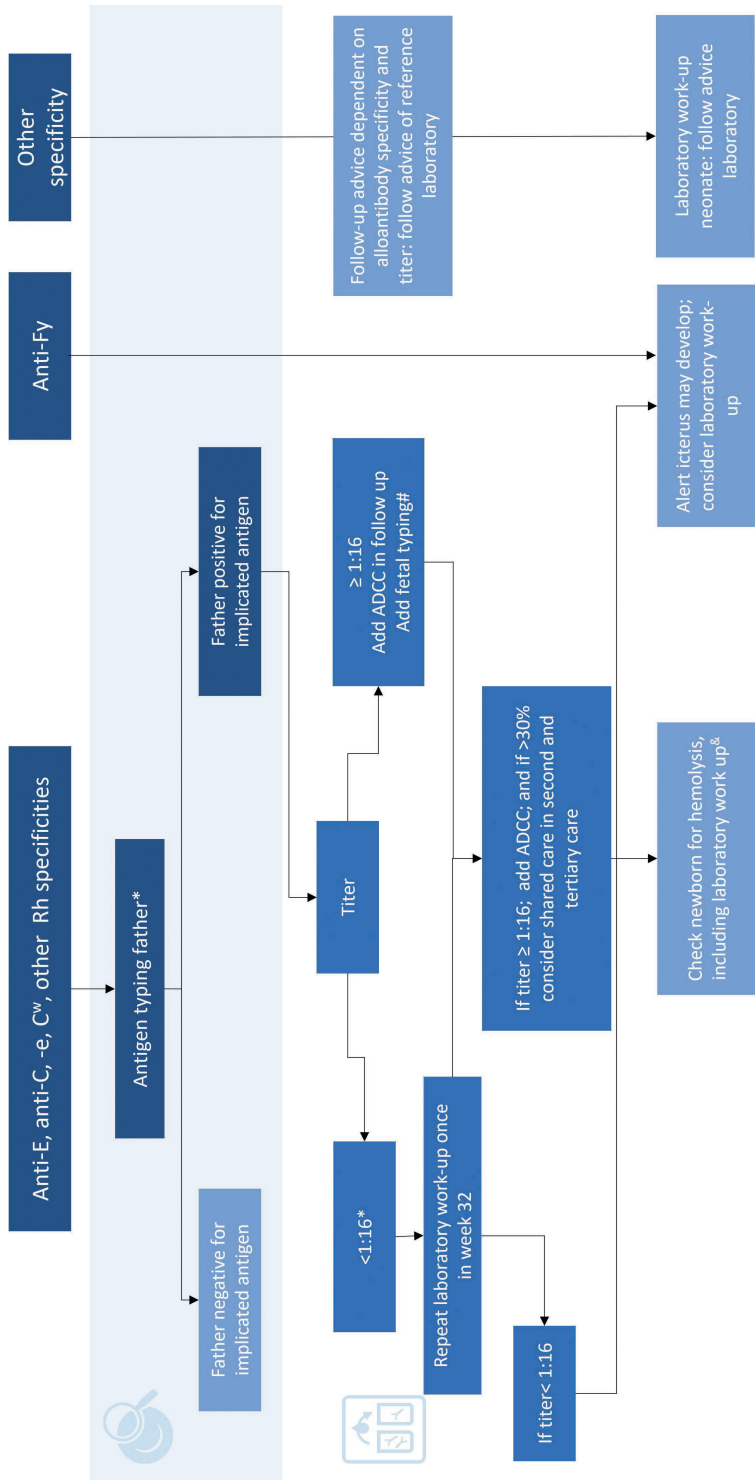 Anti-E, anti-C, -e, Cʷ, other Rh specificities
Anti-Fy
Other
specificity
Antigen typing father*
Father negative for
implicated antigen
Father positive for
implicated antigen
Titer
<1:16*
≥ 1:16
Add ADCC in follow up
Add fetal typing#
Follow-up advice dependent on
alloantibody specificity and
titer: follow advice of reference
laboratory
Repeat laboratory work-up once
in week 32
If titer ≥ 1:16;  add ADCC; and if >30%
consider shared care in second and
tertiary care
If titer< 1:16
Check newborn for hemolysis,
including laboratory work up&
Alert icterus may develop;
consider laboratory work-
up
Laboratory work-up
neonate: follow advice
laboratory